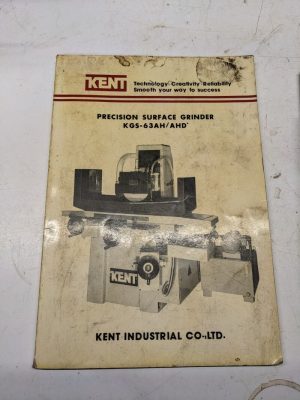 KENT
Technology Creativity Reliability
Smooth your way to success
PRECISION SURFACE GRINDER
KGS-63AH/AHD
KENT
KENT INDUSTRIAL CO.,LTD.